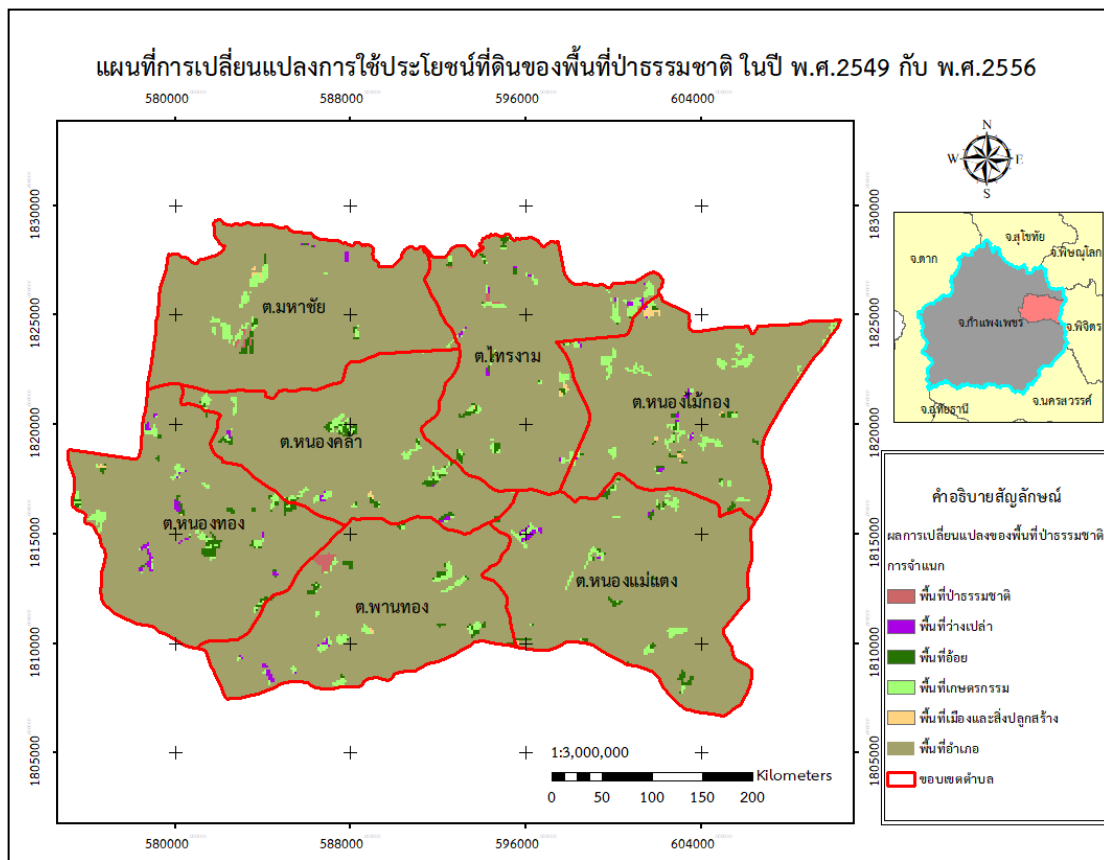 แผนที่การเปลี่ยนแปลงการใช้ประโยชน์ที่ดินของพื้นที่ป่าธรรมชาติ ในปี พ.ศ.2549 กับ พ.ศ.2556
580000 588000 596000 604000
N
W E
S
1830000 1830000
1825000 1825000
1820000 1820000
1815000 1815000
1810000 1810000
1805000 1805000
ต.มหาชัย
ต.ไทรงาม
ต.หนองไม้กอง
ต.หนองคล้า
ต.หนองทอง
ต.หนองแม่แตง
ต.พานทอง
จ.สุโขทัย
จ.ตาก
จ.พิษณุโลก
จ.กำแพงเพชร
จ.พิจิตร
จ.นครสวรรค์
จ.อุทัยธานี
คำอธิบายสัญลักษณ์
ผลการเปลี่ยนแปลงของพื้นที่ป่าธรรมชาติ
การจำแนก
พื้นที่ป่าธรรมชาติ
พื้นที่ว่างเปล่า
พื้นที่อ้อย
พื้นที่เกษตรกรรม
พื้นที่เมืองและสิ่งปลูกสร้าง
พื้นที่อำเภอ
ขอบเขตตำบล
1:3,000,000
Kilometers
0 50 100 150 200
580000 588000 596000 604000